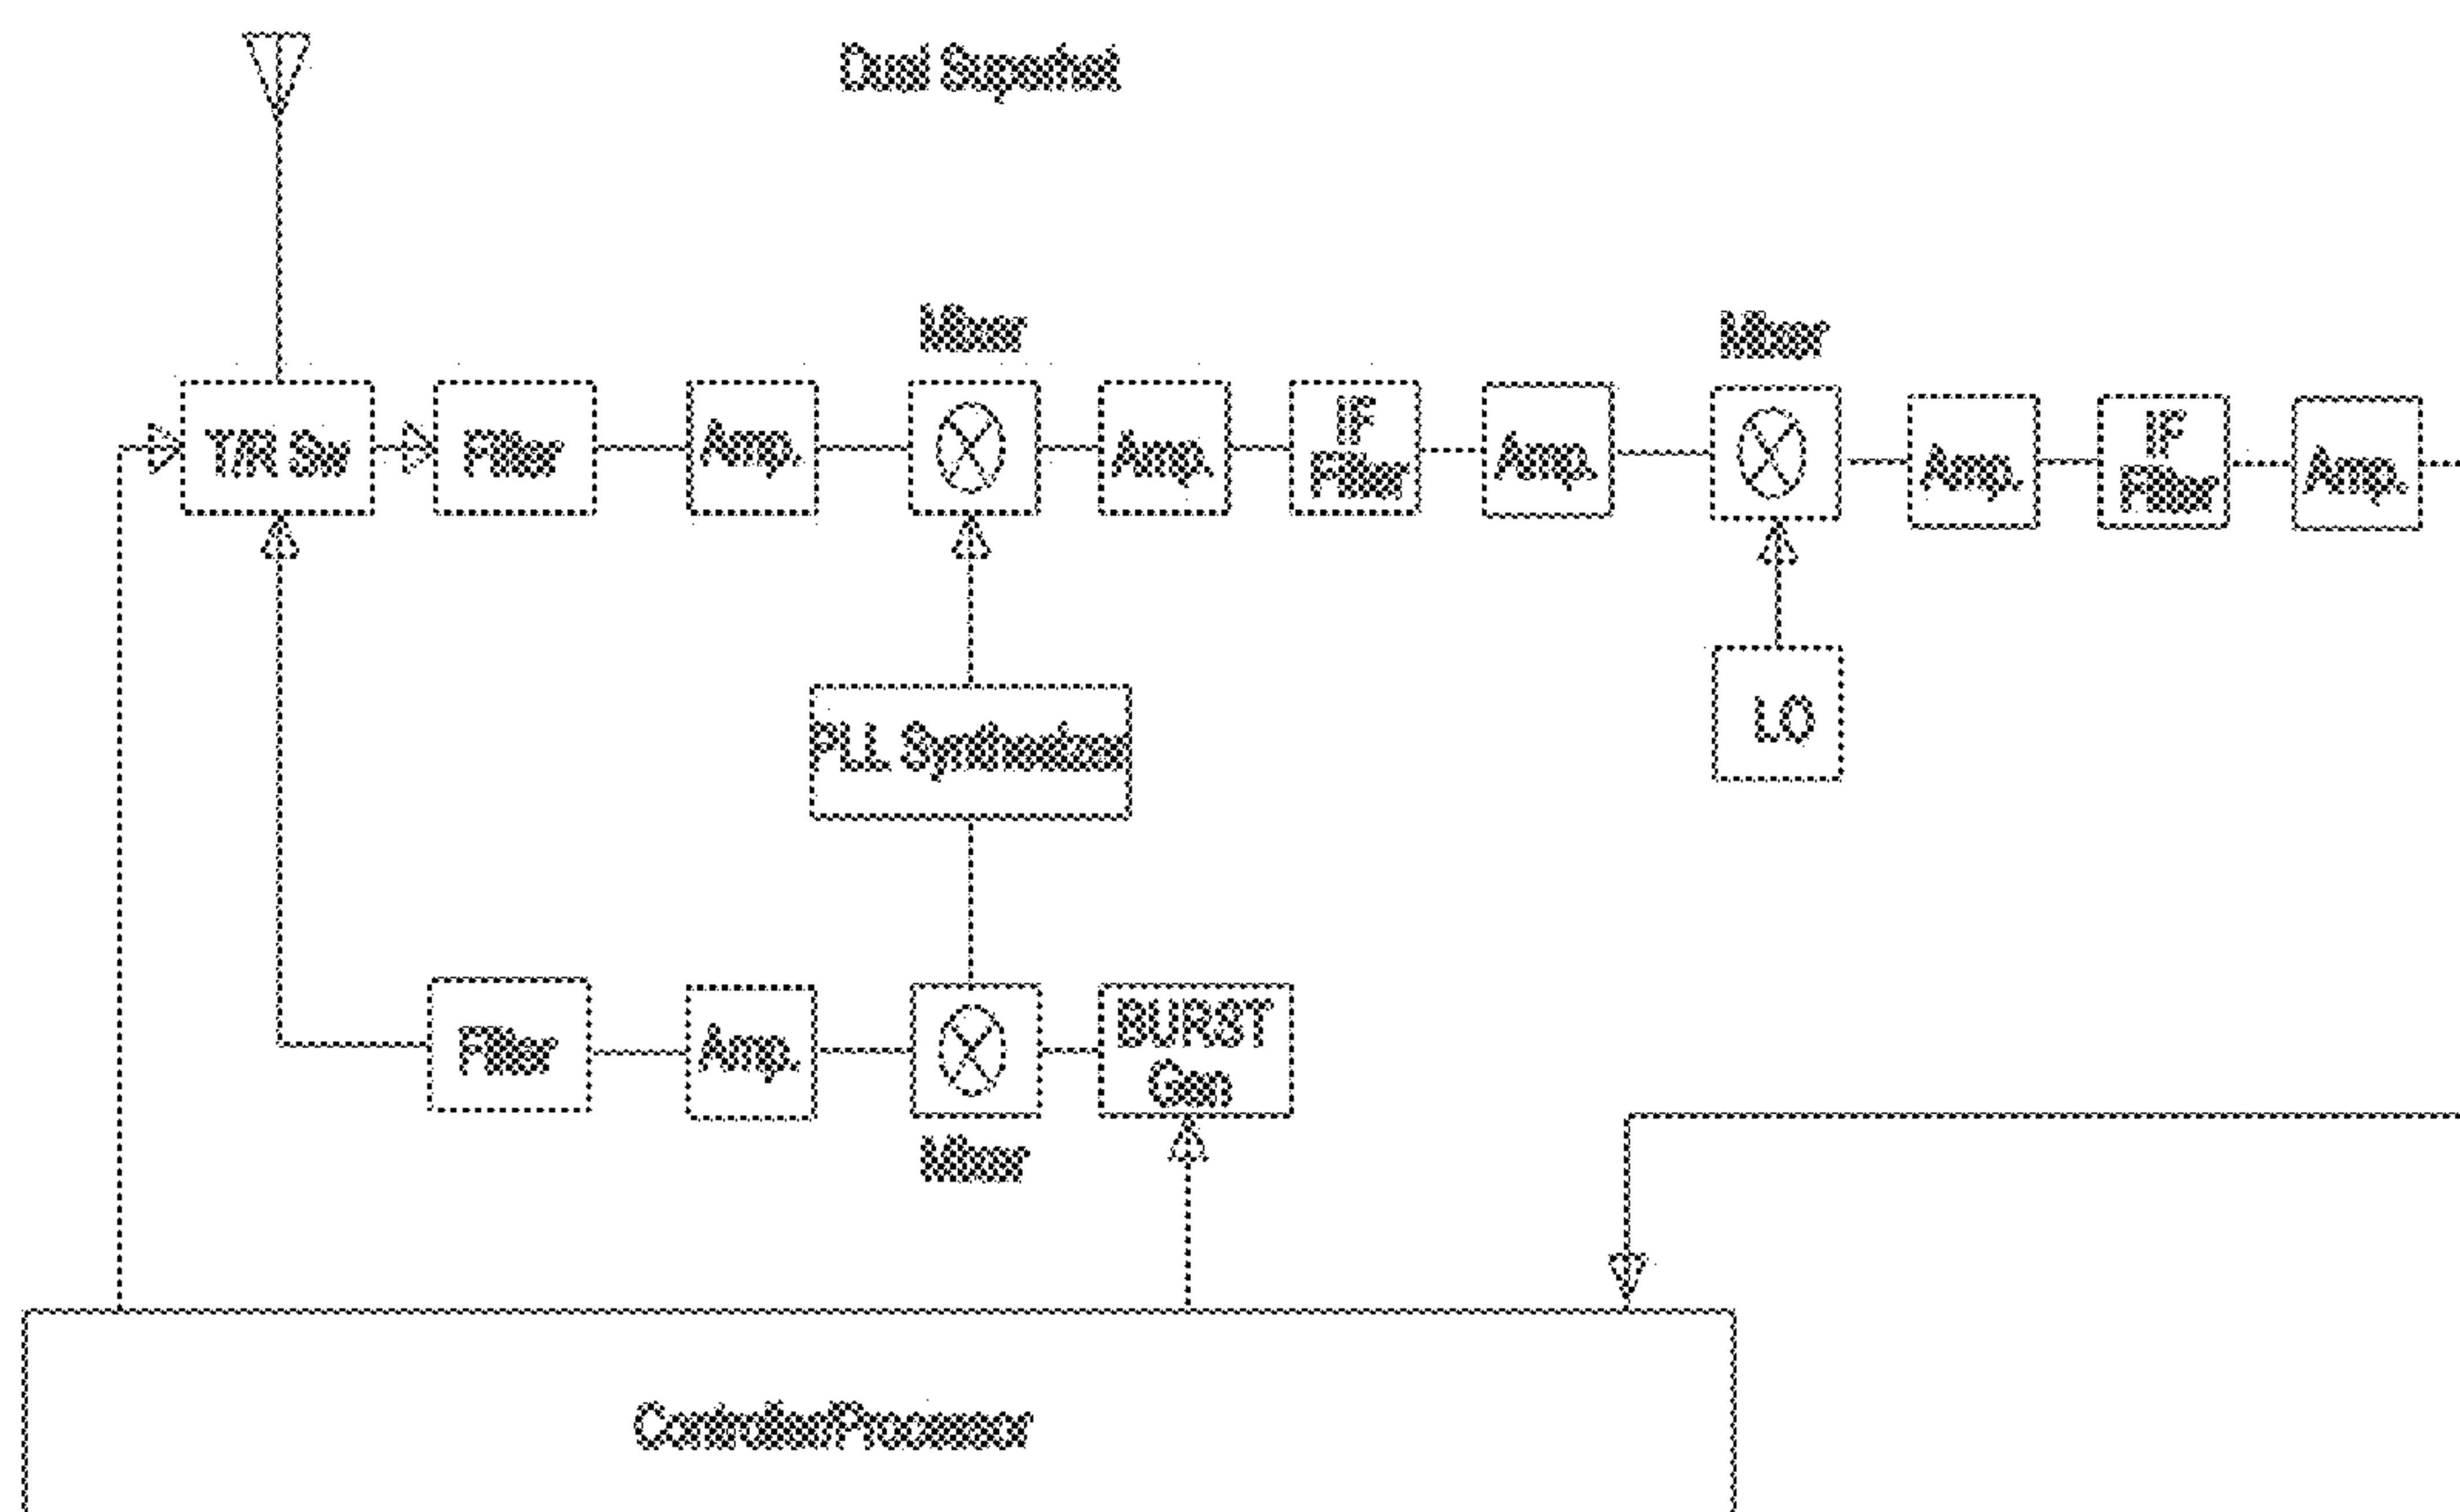 Dual Superhet
Mixer
Mixer
T/R Sw
Filter
Amp.
Amp.
IF
Filter
Amp.
Amp.
IF
Filter
Amp.
LO
PLL Synthesizer
Filter
Amp.
BURST
Gen
Mixer
Controller/Processor